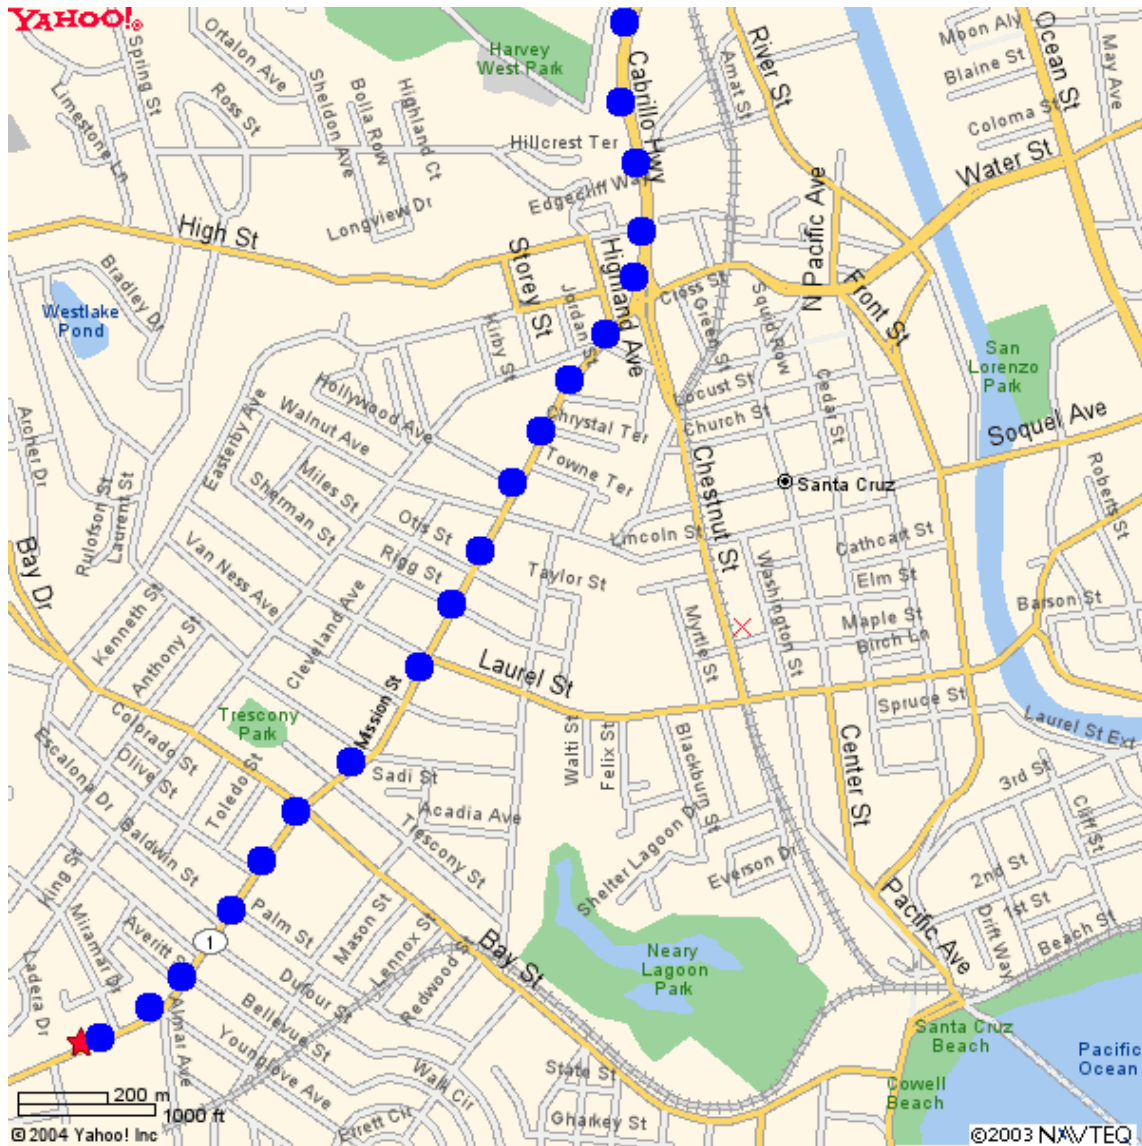 YAHOO!®
Harvey
West Park
Cabrillo Hwy
Amat St
River St
Moon Aly
Blaine St
Ocean St
May Ave
Coloma St
Water St
Spring St
Ortalon Ave
Limestone Ln
Ross St
Sheldon Ave
Bolla Row
Highland Ct
Hillcrest Ter
Edgecliff Way
Longview Dr
High St
Storey St
Highland Ave
Jordan St
Kirby St
Cross St
Green St
Squid Row
N Pacific Ave
Front St
Bradley Dr
Westlake
Pond
San
Lorenzo
Park
Soquel Ave
Hollywood Ave
Walnut Ave
Easterby Ave
Archer Dr
Rulofson St
Laurent St
Miles St
Sherman St
Otis St
Rigg St
Van Ness Ave
Cleveland Ave
Chrystal Ter
Towne Ter
Locust St
Church St
Cedar St
Santa Cruz
Roberts St
Chestnut St
Lincoln St
Cathcart St
Elm St
Maple St
Birch Ln
Barson St
Washington St
Myrtle St
Taylor St
Laurel St
Spruce St
Laurel St Ext
Bay Dr
Kenneth St
Anthony St
Mission St
Trescony
Park
Colorado St
Olive St
Escalona Dr
Toledo St
Baldwin St
Sadi St
Acadia Ave
Trescony St
Walti St
Felix St
Blackburn St
Center St
3rd St
Cliff St
2nd St
1st St
Drift Way
Beach St
Shelter Lagoon Dr
Everson Dr
Pacific Ave
King St
Miramar Dr
Averitt St
Palm St
Mason St
Lennox St
Redwood St
Bay St
1
Ladera Dr
Dufour St
Bellevue St
Almar Ave
Younglove Ave
Walk Cir
Errett Cir
State St
Gharkey St
Neary
Lagoon
Park
Santa Cruz
Beach
Cowell
Beach
Pacific
Ocean
200 m
1000 ft
© 2004 Yahoo! Inc
©2003 NAVTEQ